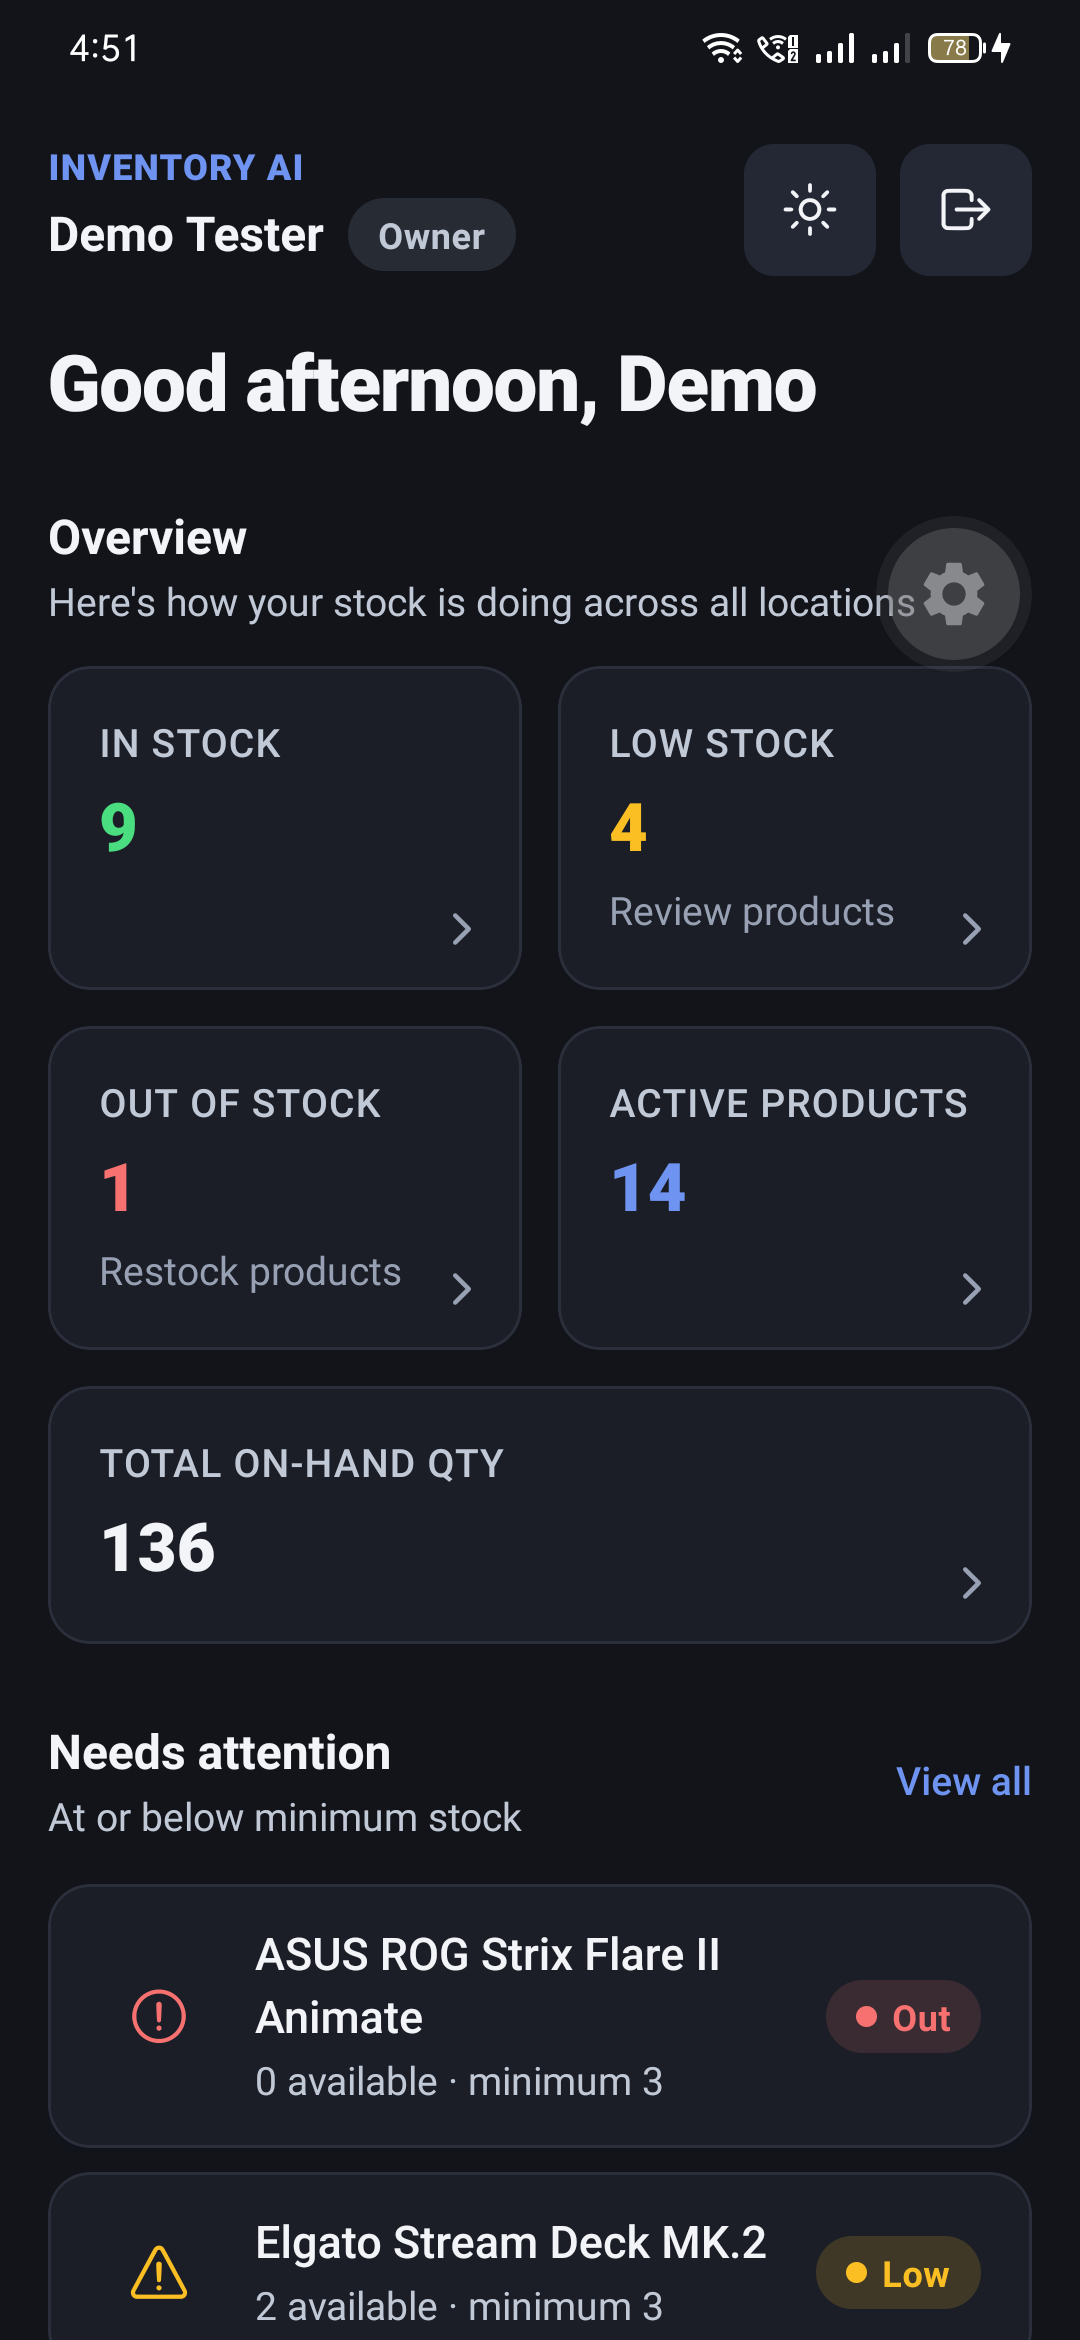 4:51
78
INVENTORY AI
Demo Tester
Owner
Good afternoon, Demo
Overview
Here's how your stock is doing across all locations
IN STOCK
9
LOW STOCK
4
Review products
OUT OF STOCK
1
Restock products
ACTIVE PRODUCTS
14
TOTAL ON-HAND QTY
136
Needs attention
At or below minimum stock
View all
ASUS ROG Strix Flare II
Animate
0 available · minimum 3
Out
Elgato Stream Deck MK.2
2 available · minimum 3
Low